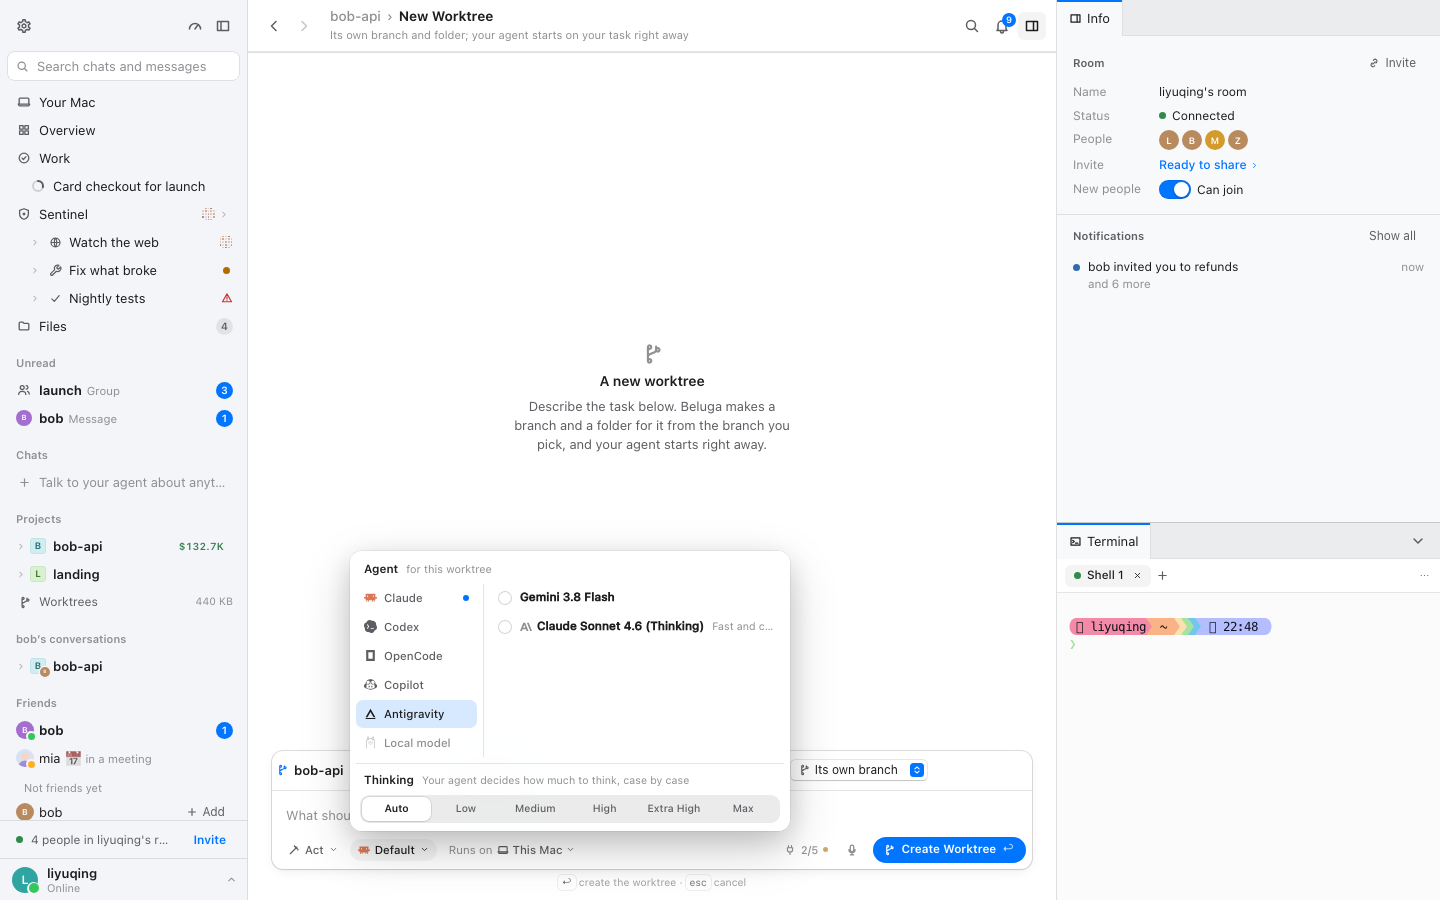 Search chats and messages
Your Mac
Overview
Work
Card checkout for launch
Sentinel
Watch the web
Fix what broke
Nightly tests
Files 4
Unread
launch Group 3
B bob Message 1
Chats
Talk to your agent about anyt...
Projects
B bob-api $132.7K
L landing
Worktrees 440 KB
bob's conversations
B bob-api
Friends
B bob 1
mia in a meeting
Not friends yet
B bob + Add
4 people in liyuqing's r... Invite
L liyuqing
Online
bob-api › New Worktree
Its own branch and folder; your agent starts on your task right away
9
A new worktree
Describe the task below. Beluga makes a
branch and a folder for it from the branch you
pick, and your agent starts right away.
Agent for this worktree
Claude
Codex
OpenCode
Copilot
Antigravity
Local model
Gemini 3.8 Flash
Claude Sonnet 4.6 (Thinking) Fast and c...
Thinking Your agent decides how much to think, case by case
Auto Low Medium High Extra High Max
bob-api Its own branch
What shou
Act Default Runs on This Mac 2/5 Create Worktree
create the worktree · esc cancel
Info
Room Invite
Name liyuqing's room
Status Connected
People L B M Z
Invite Ready to share ›
New people Can join
Notifications Show all
bob invited you to refunds now
and 6 more
Terminal
Shell 1 × +
liyuqing ~ 22:48
❯